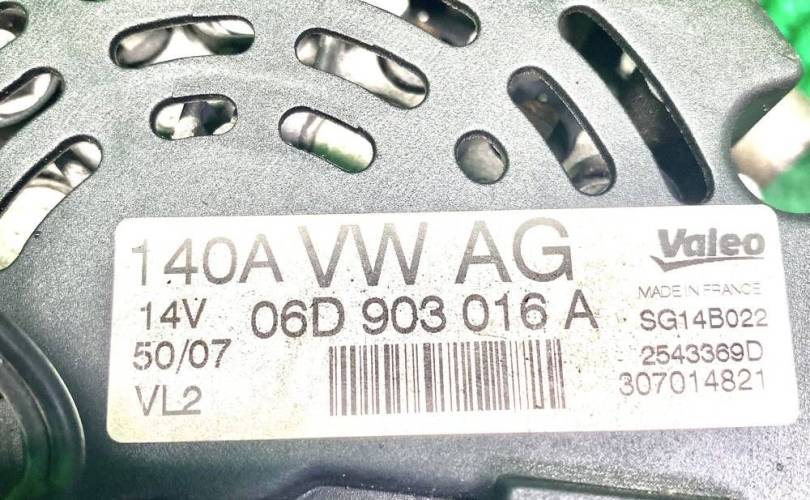 140A VW AG
Valeo
MADE IN FRANCE
14V 06D 903 016 A
SG14B022
50/07
2543369D
VL2
307014821